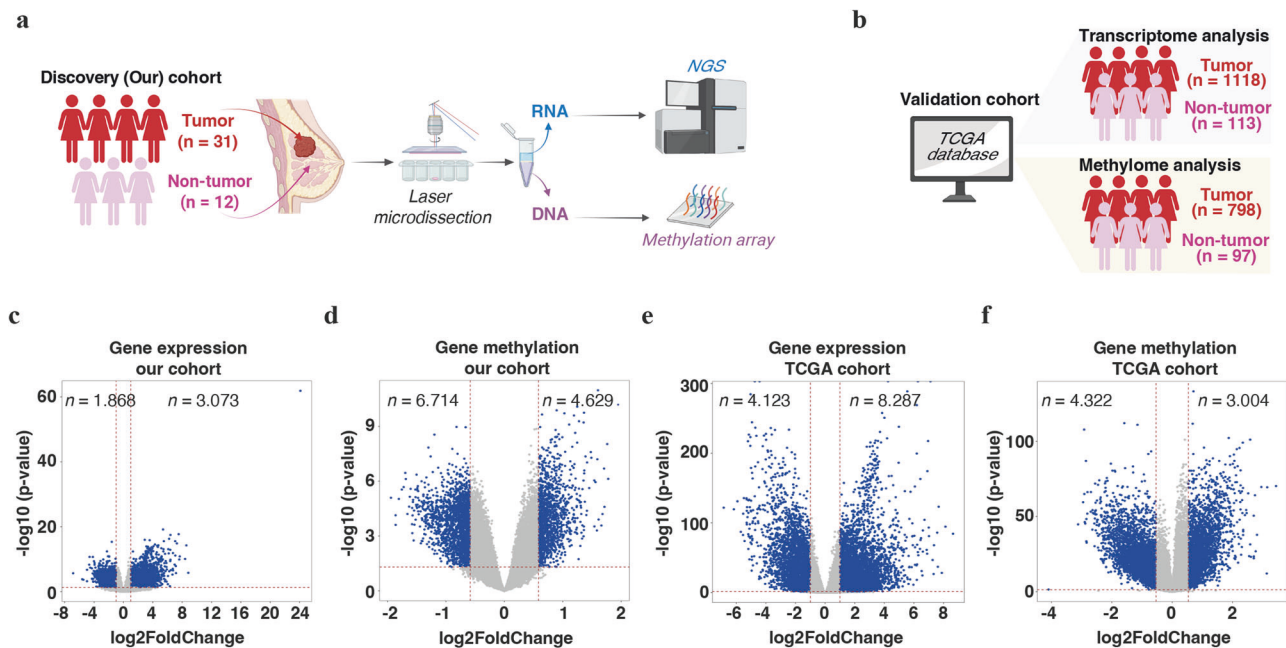 a
Discovery (Our) cohort
Tumor
(n = 31)
Non-tumor
(n = 12)
Laser
microdissection
RNA
DNA
NGS
Methylation array
b
Validation cohort
TCGA
database
Transcriptome analysis
Tumor
(n = 1118)
Non-tumor
(n = 113)
Methylome analysis
Tumor
(n = 798)
Non-tumor
(n = 97)
c
Gene expression
our cohort
n = 1.868
n = 3.073
-log10 (p-value)
60
40
20
0
-8 -4 0 4 8 12 16 20 24
log2FoldChange
d
Gene methylation
our cohort
n = 6.714
n = 4.629
-log10 (p-value)
9
6
3
0
-2 -1 0 1 2
log2FoldChange
e
Gene expression
TCGA cohort
n = 4.123
n = 8.287
-log10 (p-value)
300
200
100
0
-6 -4 -2 0 2 4 6 8
log2FoldChange
f
Gene methylation
TCGA cohort
n = 4.322
n = 3.004
-log10 (p-value)
100
50
0
-4 -2 0 2
log2FoldChange